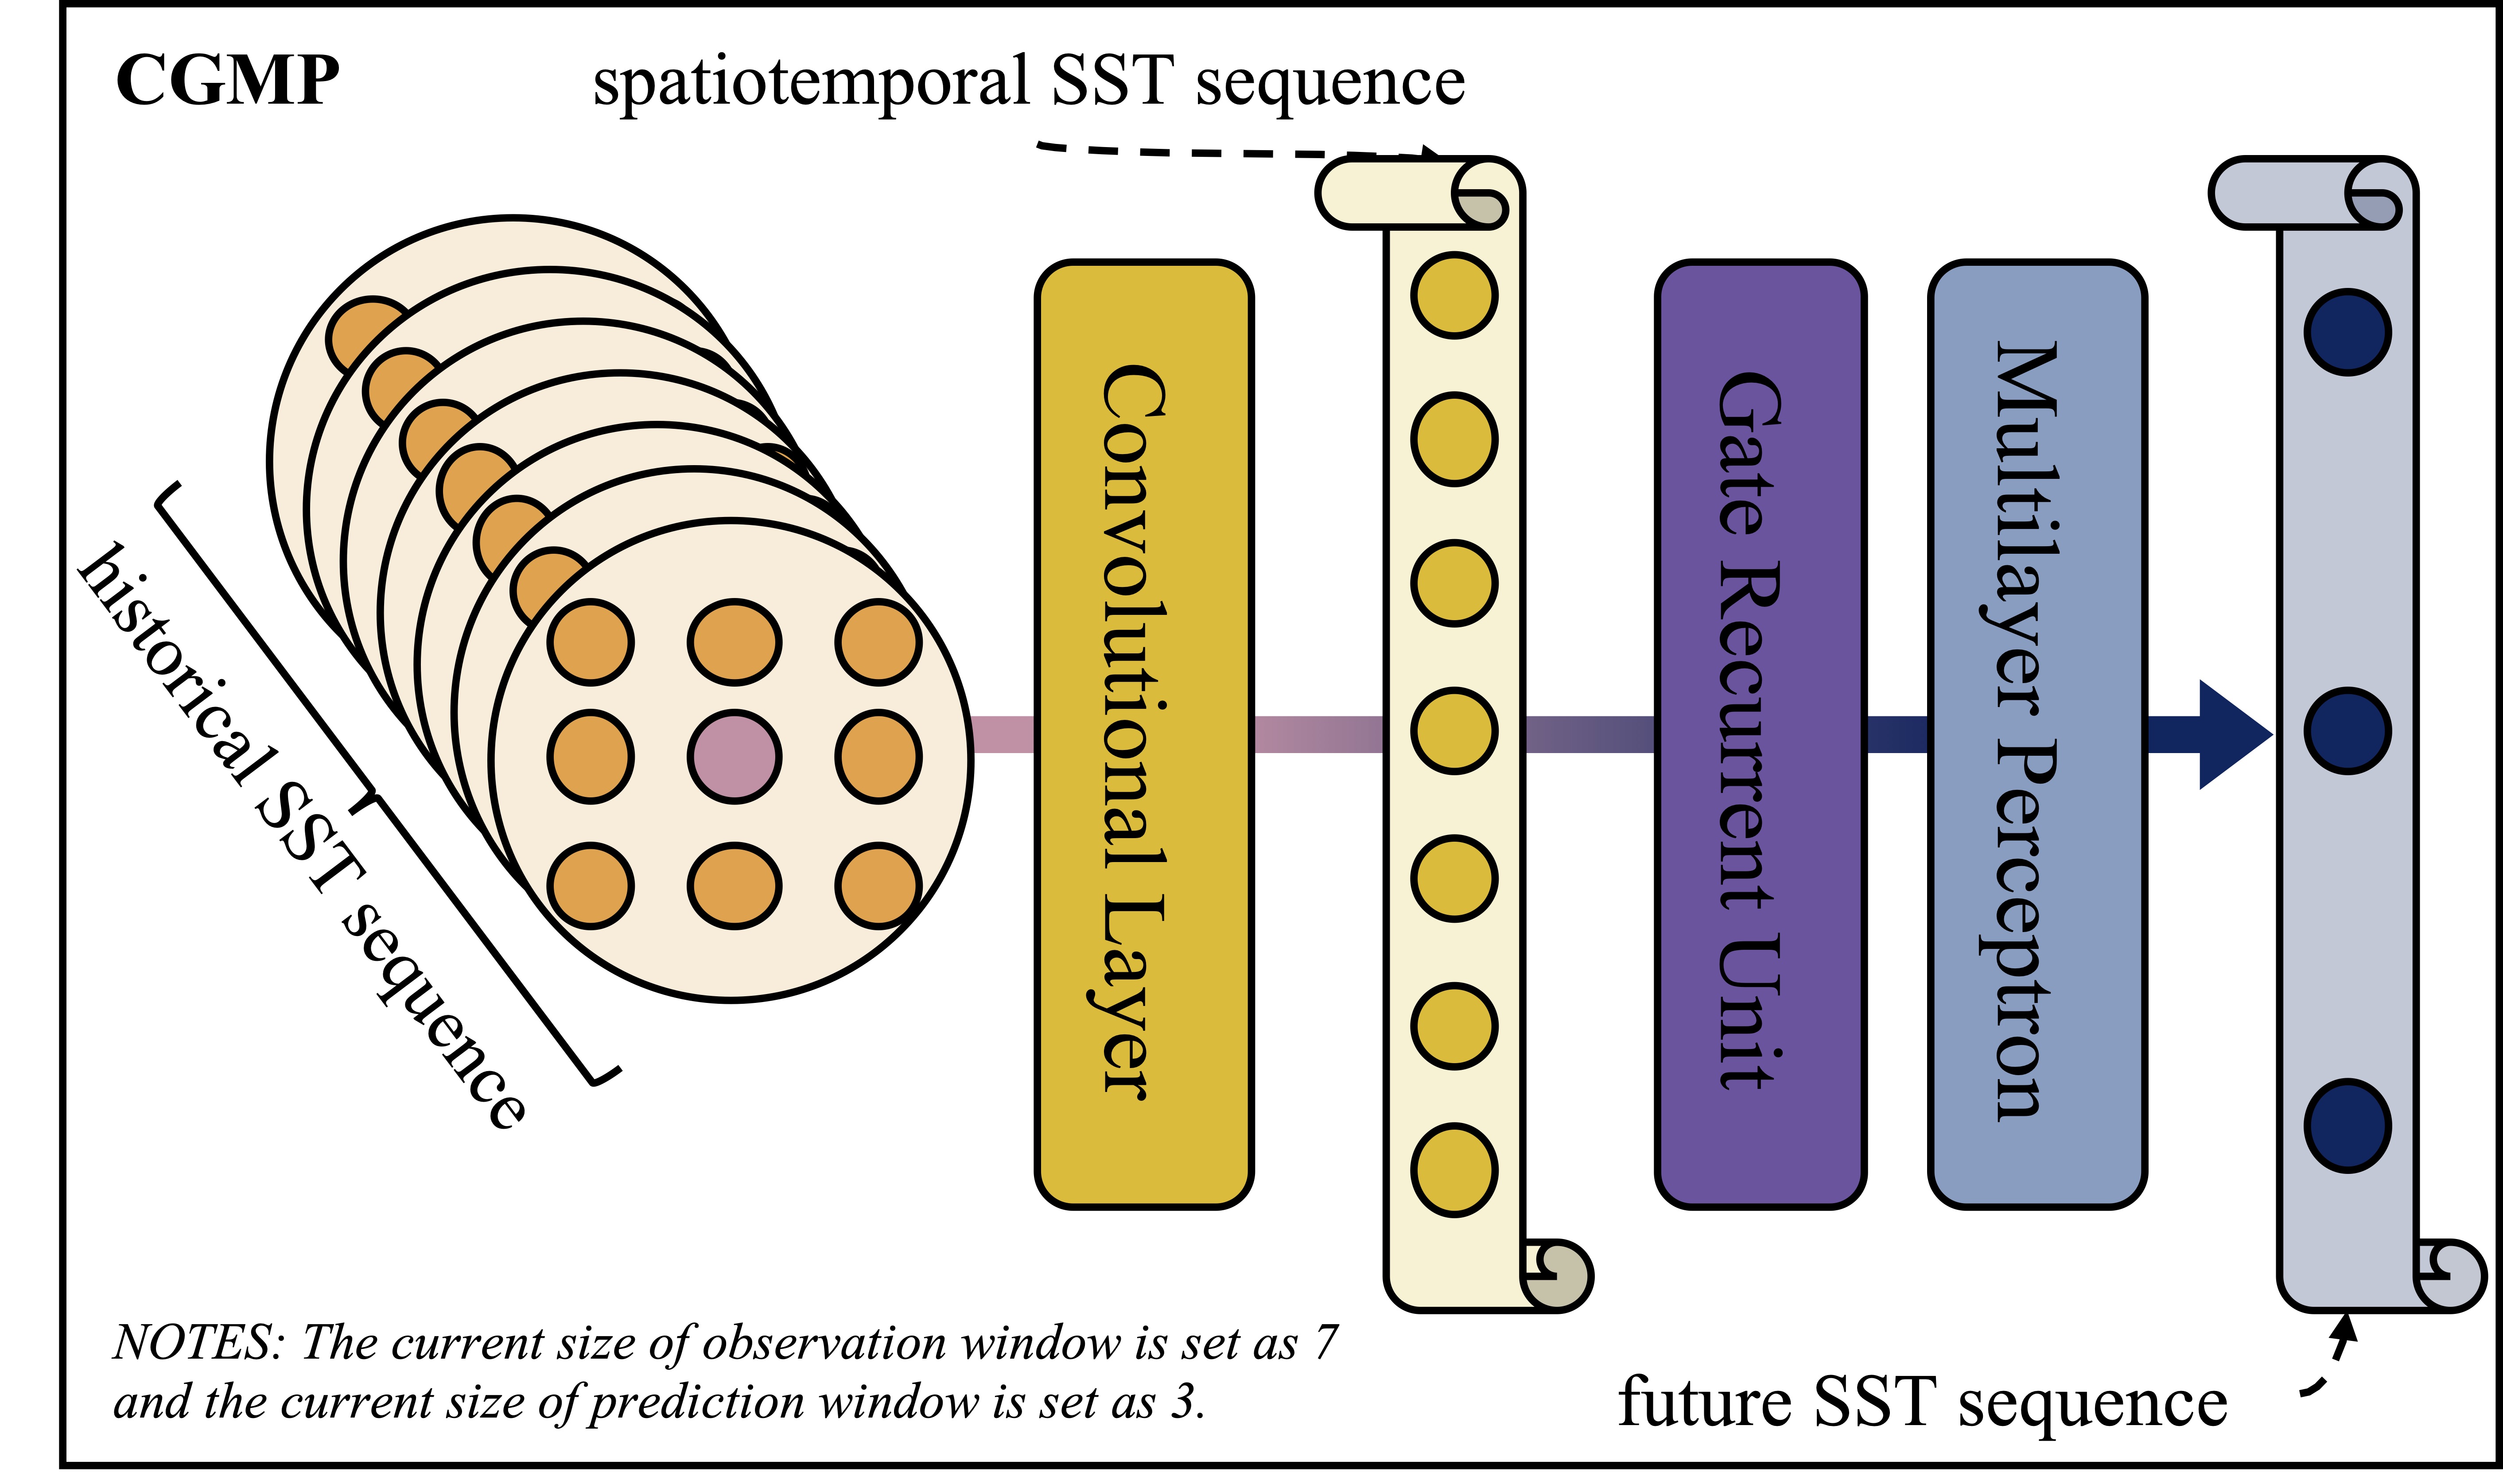 CGMP
spatiotemporal SST sequence
historical SST sequence
Convolutional Layer
Gate Recurrent Unit
Multilayer Perceptron
NOTES: The current size of observation window is set as 7
and the current size of prediction window is set as 3.
future SST sequence